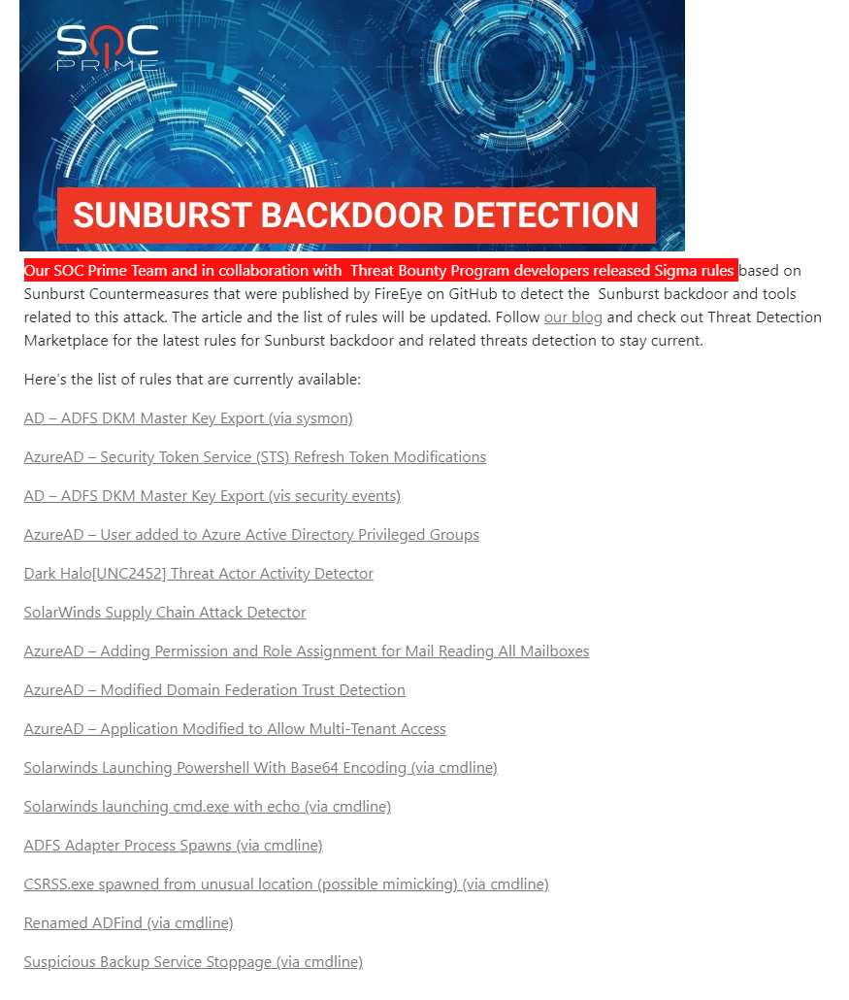 SOC
PRIME
SUNBURST BACKDOOR DETECTION
Our SOC Prime Team and in collaboration with  Threat Bounty Program developers released Sigma rules based on
Sunburst Countermeasures that were published by FireEye on GitHub to detect the  Sunburst backdoor and tools
related to this attack. The article and the list of rules will be updated. Follow our blog and check out Threat Detection
Marketplace for the latest rules for Sunburst backdoor and related threats detection to stay current.
Here’s the list of rules that are currently available:
AD – ADFS DKM Master Key Export (via sysmon)
AzureAD – Security Token Service (STS) Refresh Token Modifications
AD – ADFS DKM Master Key Export (vis security events)
AzureAD – User added to Azure Active Directory Privileged Groups
Dark Halo[UNC2452] Threat Actor Activity Detector
SolarWinds Supply Chain Attack Detector
AzureAD – Adding Permission and Role Assignment for Mail Reading All Mailboxes
AzureAD – Modified Domain Federation Trust Detection
AzureAD – Application Modified to Allow Multi-Tenant Access
Solarwinds Launching Powershell With Base64 Encoding (via cmdline)
Solarwinds launching cmd.exe with echo (via cmdline)
ADFS Adapter Process Spawns (via cmdline)
CSRSS.exe spawned from unusual location (possible mimicking) (via cmdline)
Renamed ADFind (via cmdline)
Suspicious Backup Service Stoppage (via cmdline)